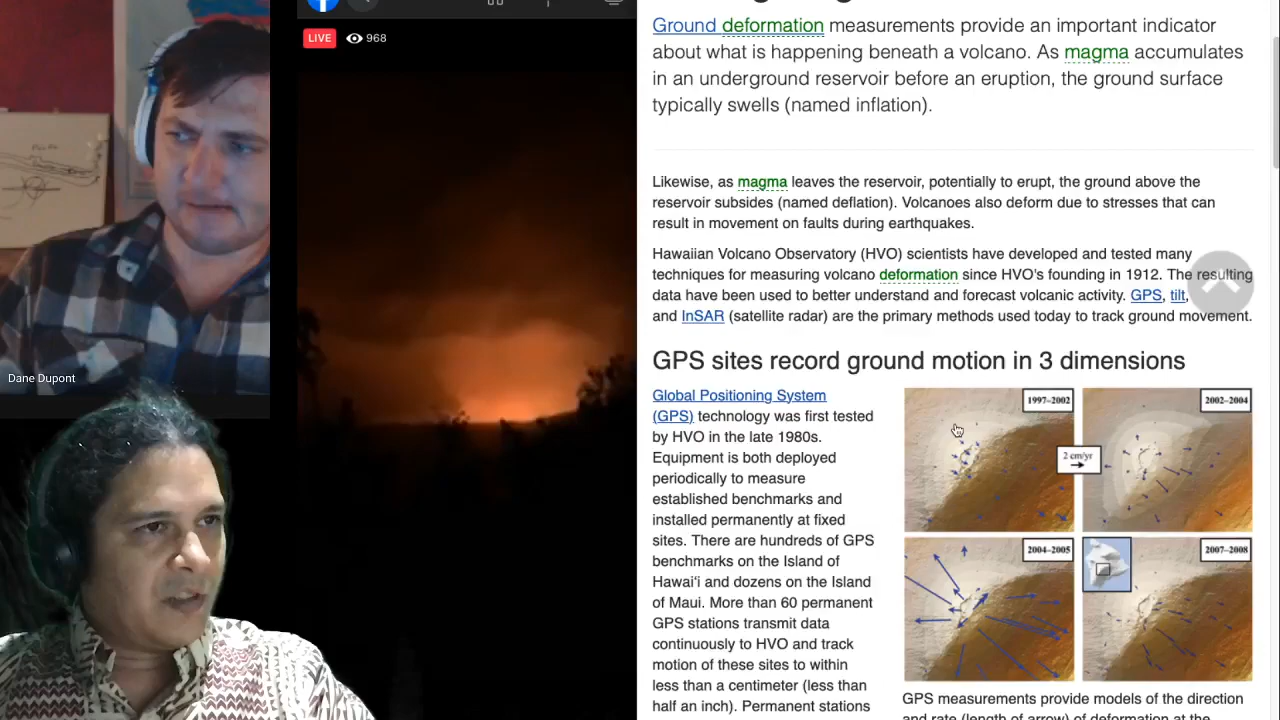 Dane Dupont
LIVE 968
Ground deformation measurements provide an important indicator
about what is happening beneath a volcano. As magma accumulates
in an underground reservoir before an eruption, the ground surface
typically swells (named inflation).
Likewise, as magma leaves the reservoir, potentially to erupt, the ground above the
reservoir subsides (named deflation). Volcanoes also deform due to stresses that can
result in movement on faults during earthquakes.
Hawaiian Volcano Observatory (HVO) scientists have developed and tested many
techniques for measuring volcano deformation since HVO's founding in 1912. The resulting
data have been used to better understand and forecast volcanic activity. GPS, tilt,
and InSAR (satellite radar) are the primary methods used today to track ground movement.
GPS sites record ground motion in 3 dimensions
Global Positioning System
(GPS) technology was first tested
by HVO in the late 1980s.
Equipment is both deployed
periodically to measure
established benchmarks and
installed permanently at fixed
sites. There are hundreds of GPS
benchmarks on the Island of
Hawaiʻi and dozens on the Island
of Maui. More than 60 permanent
GPS stations transmit data
continuously to HVO and track
motion of these sites to within
less than a centimeter (less than
half an inch). Permanent stations
1997–2002
2002–2004
2 cm/yr
2004–2005
2007–2008
GPS measurements provide models of the direction
and rate (length of arrow) of deformation at the